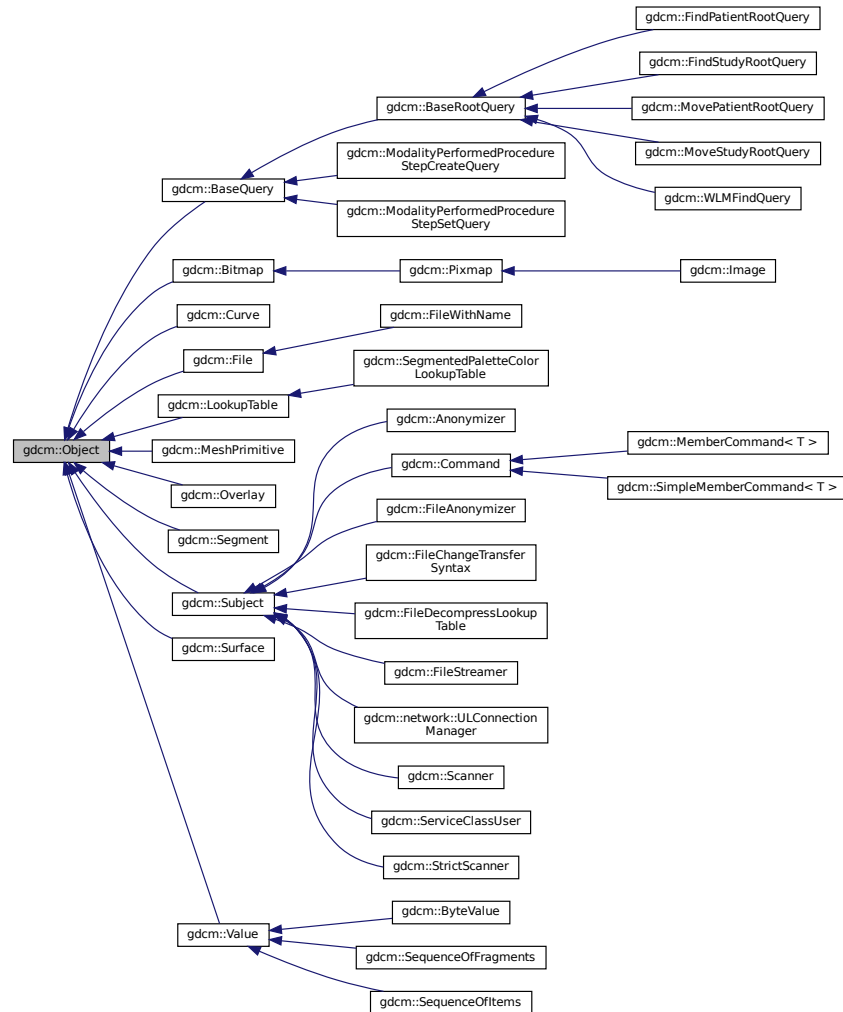 gdcm::FindPatientRootQuery
gdcm::FindStudyRootQuery
gdcm::BaseRootQuery
gdcm::MovePatientRootQuery
gdcm::MoveStudyRootQuery
gdcm::ModalityPerformedProcedure
StepCreateQuery
gdcm::BaseQuery
gdcm::WLMFindQuery
gdcm::ModalityPerformedProcedure
StepSetQuery
gdcm::Bitmap
gdcm::Pixmap
gdcm::Image
gdcm::Curve
gdcm::FileWithName
gdcm::File
gdcm::SegmentedPaletteColor
LookupTable
gdcm::LookupTable
gdcm::Anonymizer
gdcm::Object
gdcm::MeshPrimitive
gdcm::MemberCommand< T >
gdcm::Command
gdcm::SimpleMemberCommand< T >
gdcm::Overlay
gdcm::FileAnonymizer
gdcm::Segment
gdcm::FileChangeTransfer
Syntax
gdcm::Subject
gdcm::FileDecompressLookup
Table
gdcm::Surface
gdcm::FileStreamer
gdcm::network::ULConnection
Manager
gdcm::Scanner
gdcm::ServiceClassUser
gdcm::StrictScanner
gdcm::ByteValue
gdcm::Value
gdcm::SequenceOfFragments
gdcm::SequenceOfItems